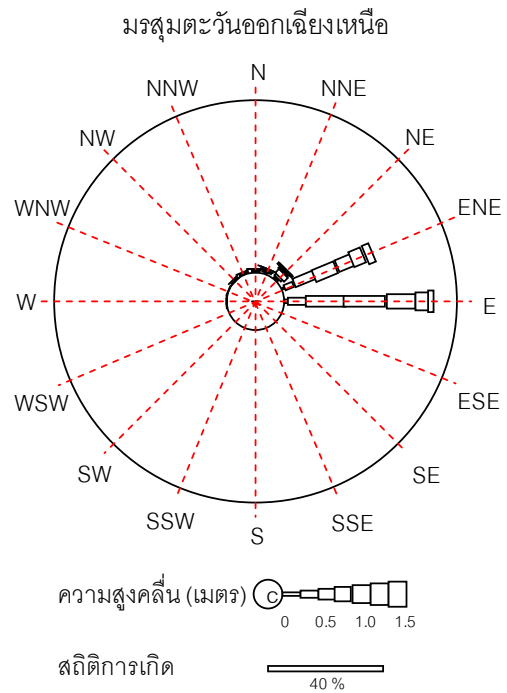 มรสุมตะวันออกเฉียงเหนือ
N
NNW NNE
NW NE
WNW ENE
W E
WSW ESE
SW SE
SSW SSE
S
ความสูงคลื่น (เมตร) C
0 0.5 1.0 1.5
สถิติการเกิด
40 %